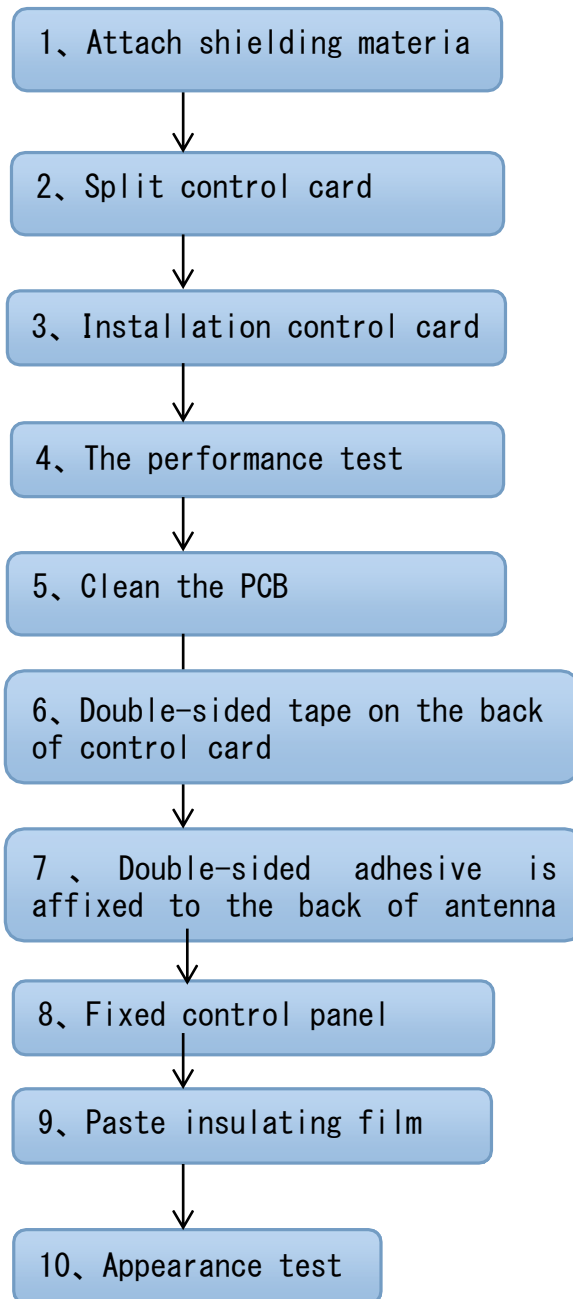 1、Attach shielding materia
2、Split control card
3、Installation control card
4、The performance test
5、Clean the PCB
6、Double-sided tape on the back
of control card
7、Double-sided adhesive is
affixed to the back of antenna
8、Fixed control panel
9、Paste insulating film
10、Appearance test